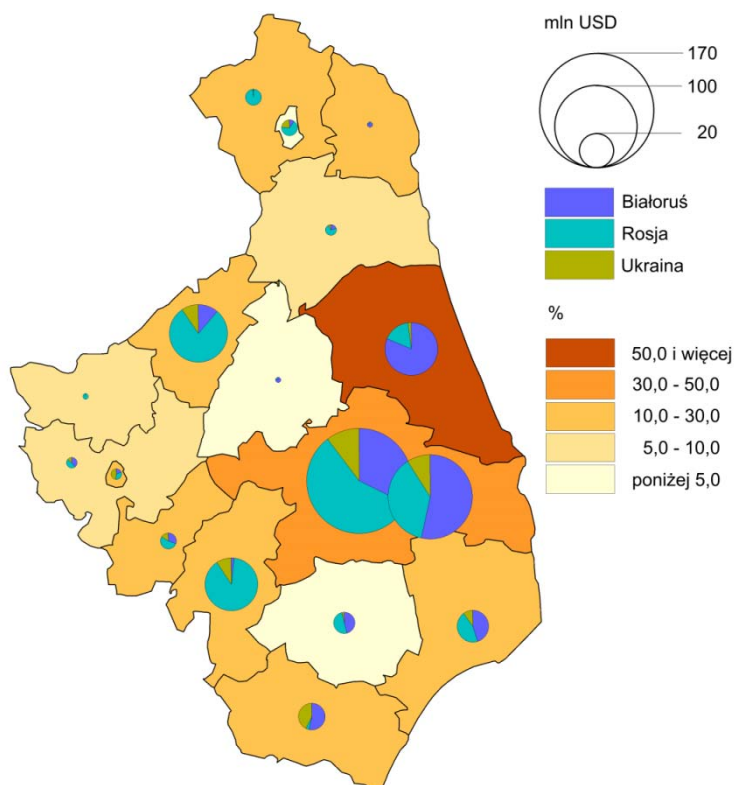 mln USD
170
100
20
Białoruś
Rosja
Ukraina
%
50,0 i więcej
30,0 - 50,0
10,0 - 30,0
5,0 - 10,0
poniżej 5,0